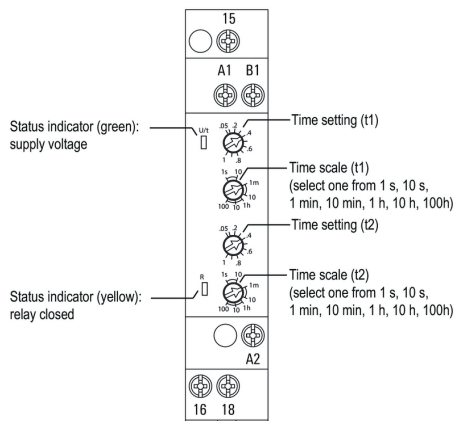 15
A1 B1
Status indicator (green):
supply voltage
U/t
.05 .2 .4 .6 .8 1
Time setting (t1)
1s 10 1m 10 1h 10 100
Time scale (t1)
(select one from 1 s, 10 s,
1 min, 10 min, 1 h, 10 h, 100h)
.05 .2 .4 .6 .8 1
Time setting (t2)
Status indicator (yellow):
relay closed
R
1s 10 1m 10 1h 10 100
Time scale (t2)
(select one from 1 s, 10 s,
1 min, 10 min, 1 h, 10 h, 100h)
A2
16 18